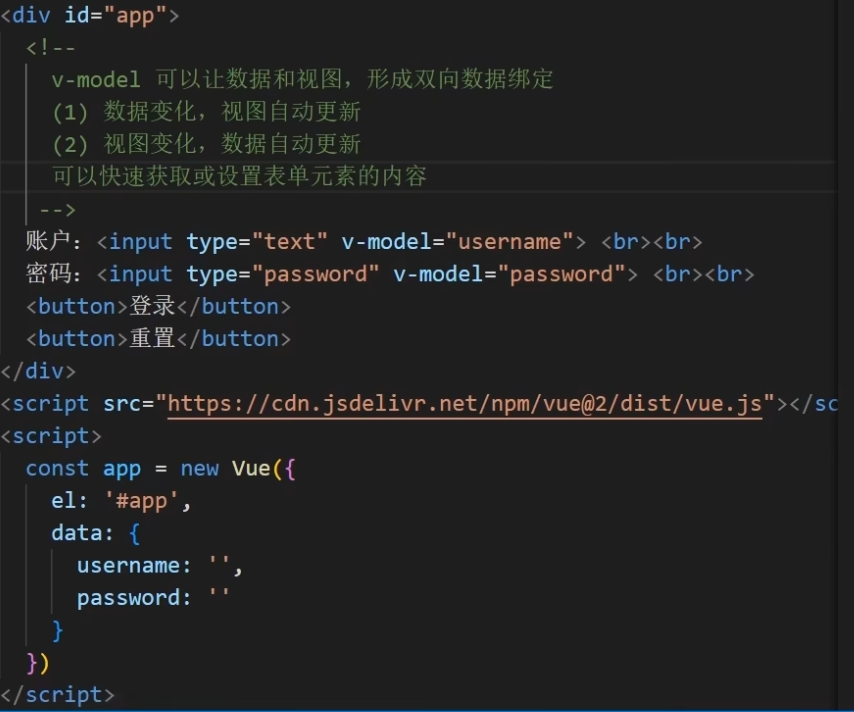 <div id="app">
<!--
v-model 可以让数据和视图，形成双向数据绑定
(1) 数据变化，视图自动更新
(2) 视图变化，数据自动更新
可以快速获取或设置表单元素的内容
-->
账户：<input type="text" v-model="username"> <br><br>
密码：<input type="password" v-model="password"> <br><br>
<button>登录</button>
<button>重置</button>
</div>
<script src="https://cdn.jsdelivr.net/npm/vue@2/dist/vue.js"></sc
<script>
const app = new Vue({
el: '#app',
data: {
username: '',
password: ''
}
})
</script>